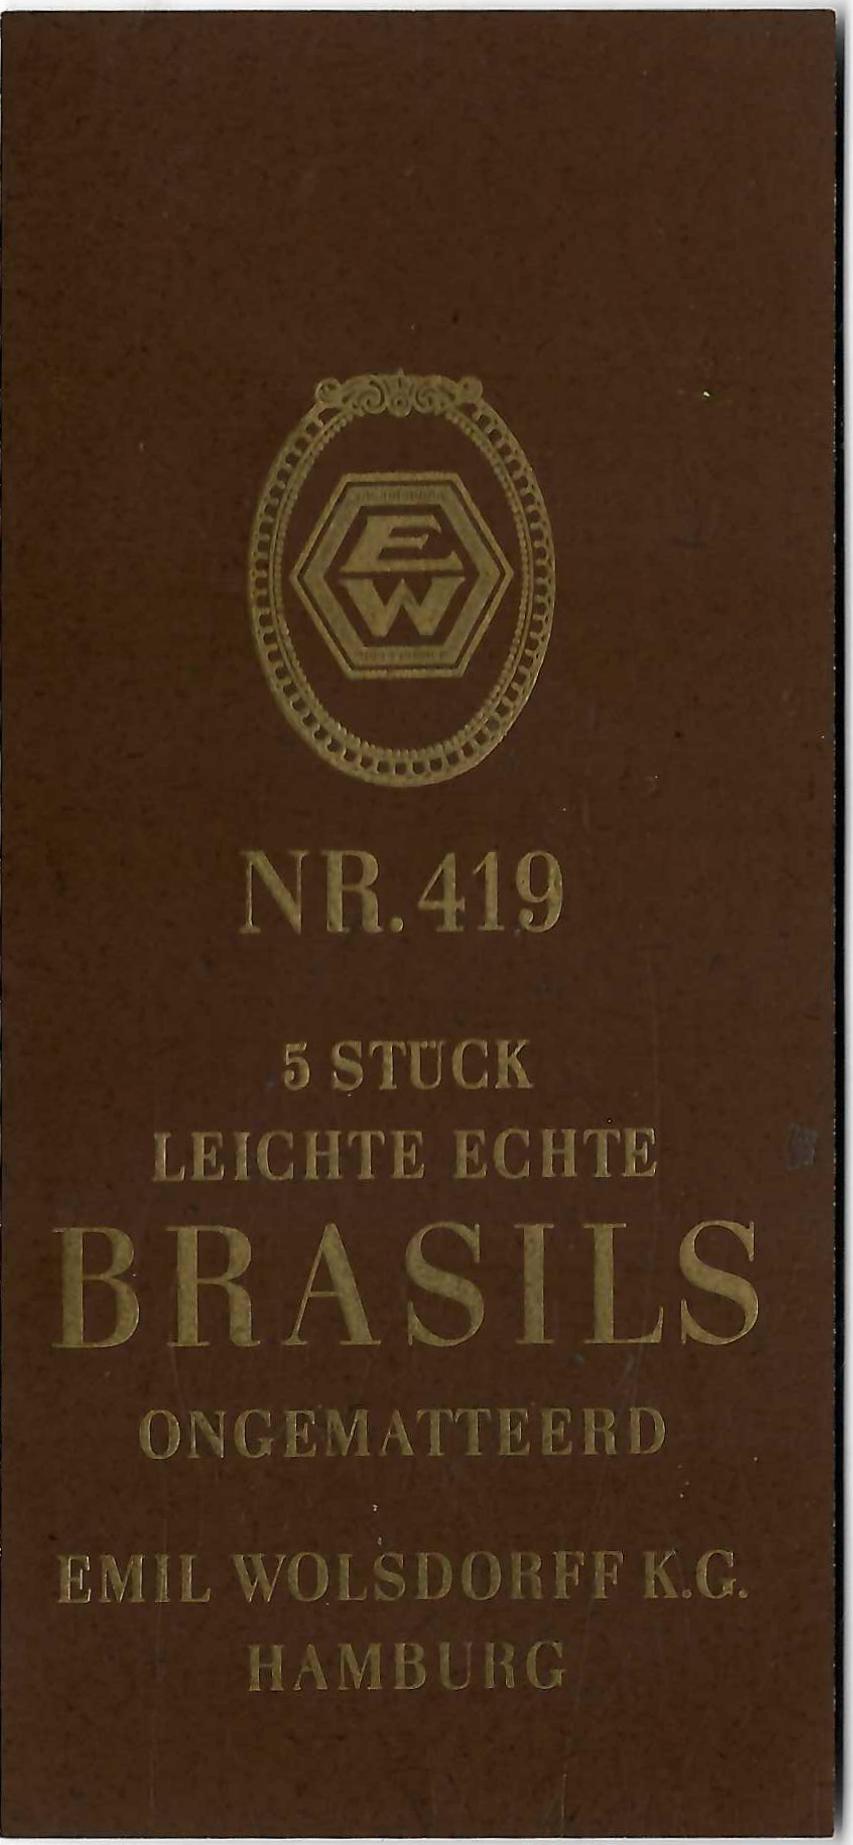 E
W
NR. 419
5 STÜCK
LEICHTE ECHTE
BRASILS
ONGEMATTEERD
EMIL WOLSDORFF K.G.
HAMBURG